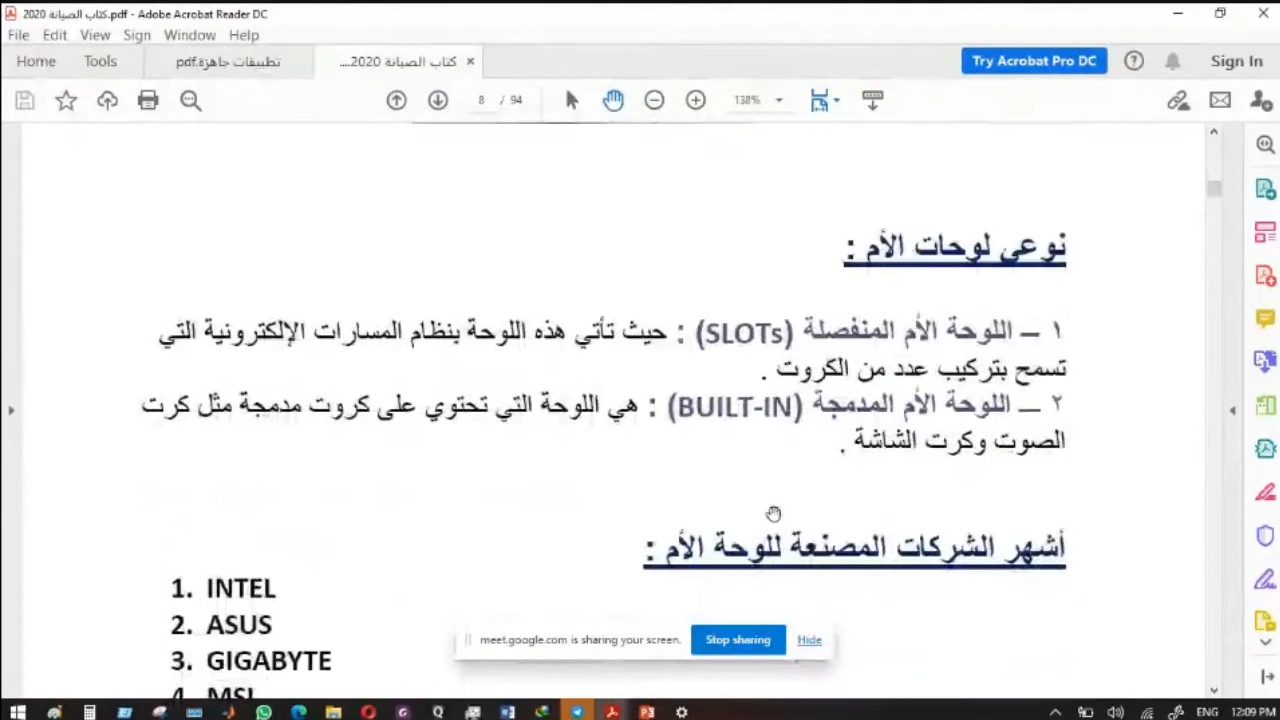 كتاب الصيانة 2020.pdf - Adobe Acrobat Reader DC
File Edit View Sign Window Help
Home Tools تطبيقات جاهزة.pdf كتاب الصيانة 2020.... × Try Acrobat Pro DC Sign In
8 / 94 138%
نوعي لوحات الأم :
١ – اللوحة الأم المنفصلة (SLOTs) : حيث تأتي هذه اللوحة بنظام المسارات الإلكترونية التي
تسمح بتركيب عدد من الكروت .
٢ – اللوحة الأم المدمجة (BUILT-IN) : هي اللوحة التي تحتوي على كروت مدمجة مثل كرت
الصوت وكرت الشاشة .
أشهر الشركات المصنعة للوحة الأم :
1. INTEL
2. ASUS
3. GIGABYTE
4. MSI
meet.google.com is sharing your screen. Stop sharing Hide
ENG 12:09 PM